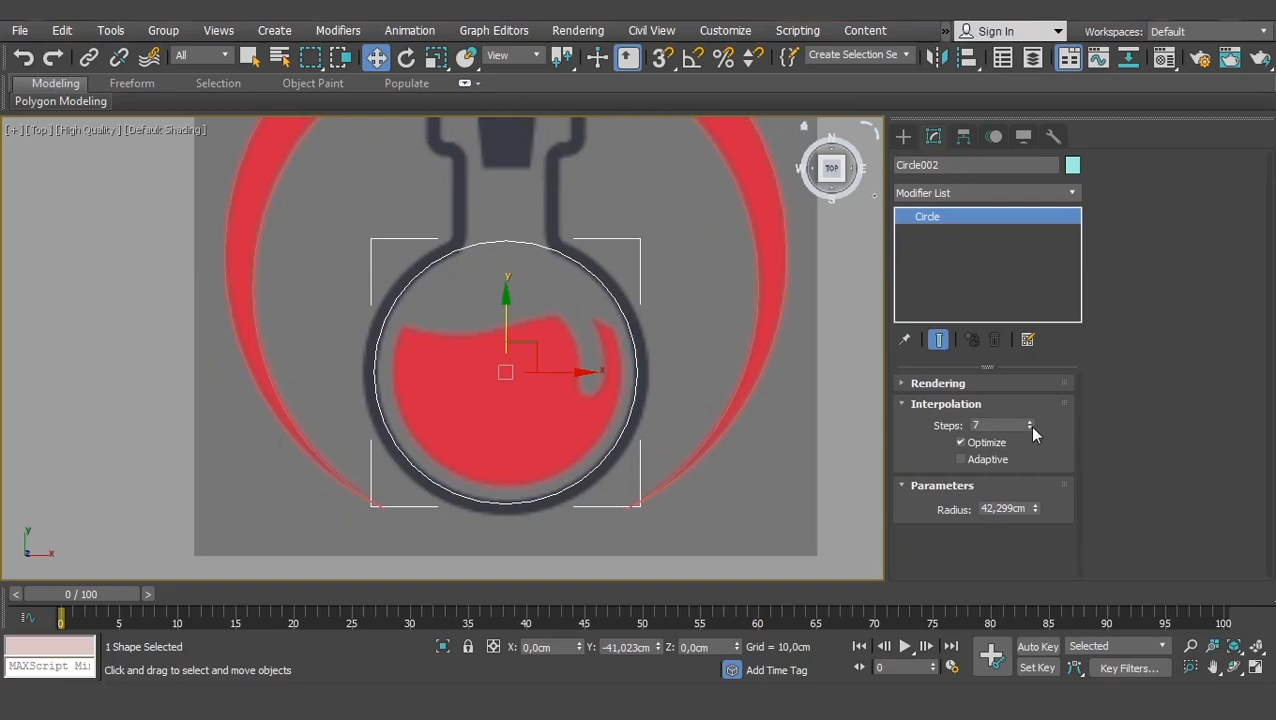 File Edit Tools Group Views Create Modifiers Animation Graph Editors Rendering Civil View Customize Scripting Content » Sign In Workspaces: Default
All View Create Selection Se
Modeling Freeform Selection Object Paint Populate
Polygon Modeling
[+] [Top] [High Quality] [Default Shading]
N
W TOP E
S
Circle002
Modifier List
Circle
y
x
Rendering
Interpolation
Steps: 7
Optimize
Adaptive
Parameters
Radius: 42,299cm
y
z x
< 0 / 100 >
0 5 10 15 20 25 30 35 40 45 50 55 60 65 70 75 80 85 90 95 100
1 Shape Selected X: 0,0cm Y: -41,023cm Z: 0,0cm Grid = 10,0cm Auto Key Selected
MAXScript Mi Click and drag to select and move objects Add Time Tag 0 Set Key Key Filters...